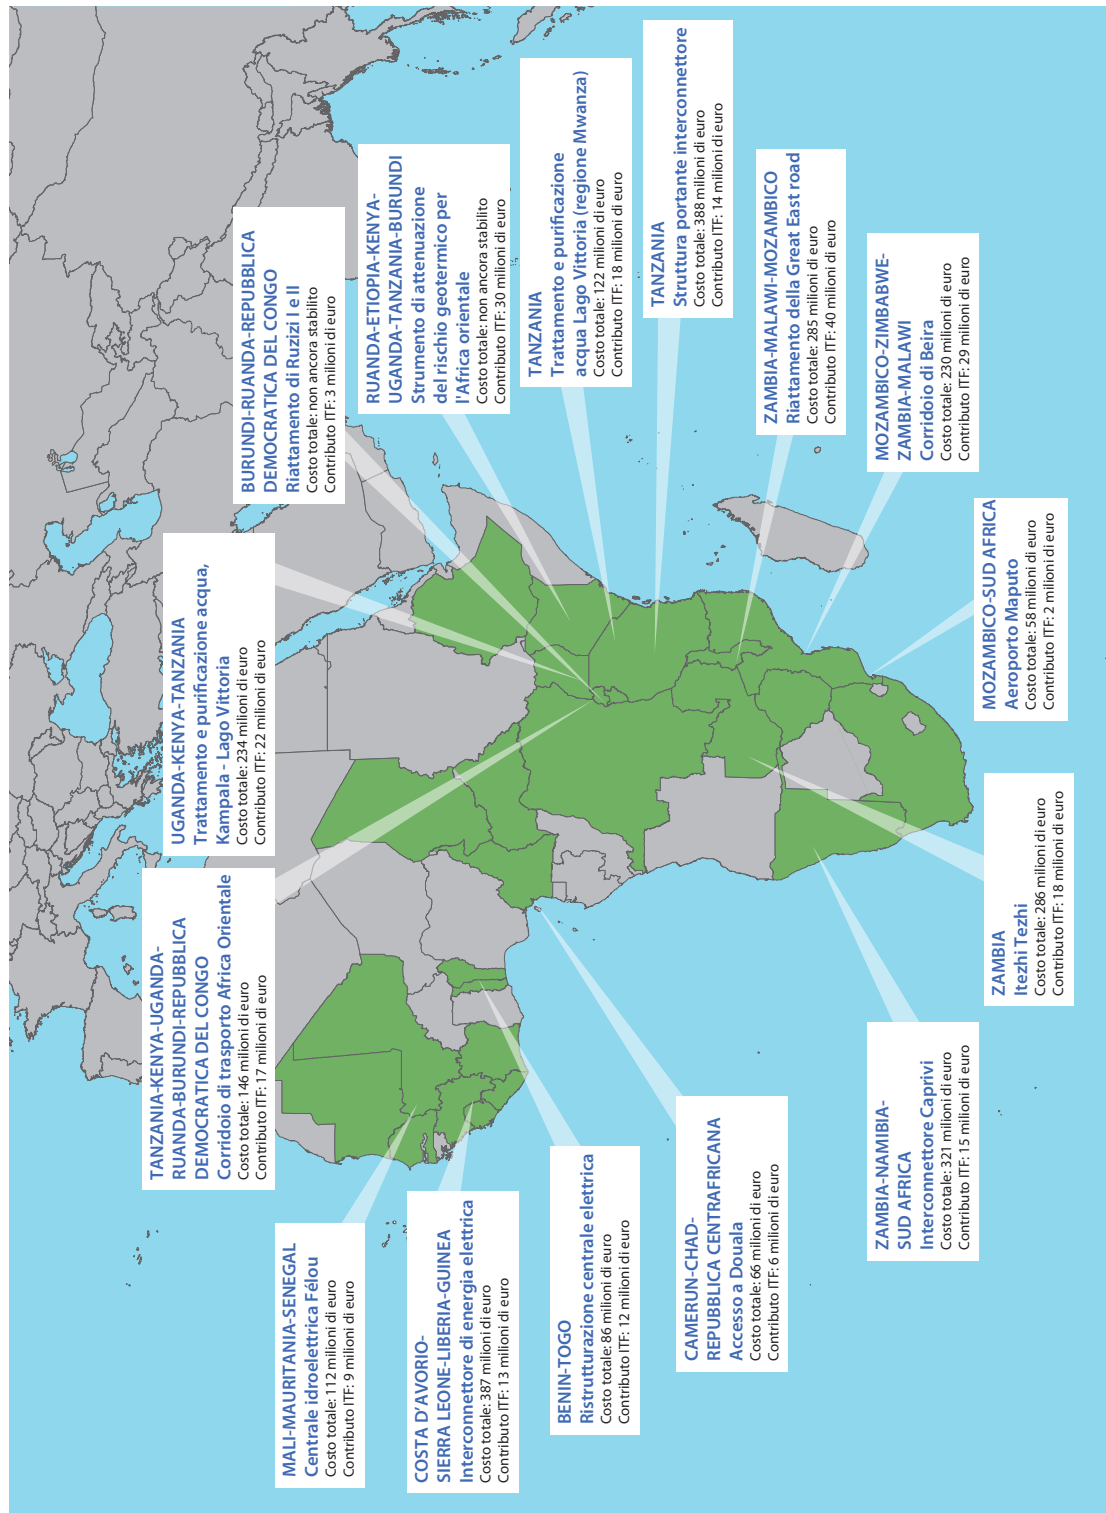 MALI-MAURITANIA-SENEGAL
Centrale idroelettrica Félou
Costo totale: 112 milioni di euro
Contributo ITF: 9 milioni di euro
COSTA D'AVORIO-
SIERRA LEONE-LIBERIA-GUINEA
Interconnettore di energia elettrica
Costo totale: 387 milioni di euro
Contributo ITF: 13 milioni di euro
BENIN-TOGO
Ristrutturazione centrale elettrica
Costo totale: 86 milioni di euro
Contributo ITF: 12 milioni di euro
CAMERUN-CHAD-
REPUBBLICA CENTRAFRICANA
Accesso a Douala
Costo totale: 66 milioni di euro
Contributo ITF: 6 milioni di euro
ZAMBIA-NAMIBIA-
SUD AFRICA
Interconnettore Caprivi
Costo totale: 321 milioni di euro
Contributo ITF: 15 milioni di euro
TANZANIA-KENYA-UGANDA-
RUANDA-BURUNDI-REPUBBLICA
DEMOCRATICA DEL CONGO
Corridoio di trasporto Africa Orientale
Costo totale: 146 milioni di euro
Contributo ITF: 17 milioni di euro
UGANDA-KENYA-TANZANIA
Trattamento e purificazione acqua,
Kampala - Lago Vittoria
Costo totale: 234 milioni di euro
Contributo ITF: 22 milioni di euro
BURUNDI-RUANDA-REPUBBLICA
DEMOCRATICA DEL CONGO
Riattamento di Ruzizi I e II
Costo totale: non ancora stabilito
Contributo ITF: 3 milioni di euro
RUANDA-ETIOPIA-KENYA-
UGANDA-TANZANIA-BURUNDI
Strumento di attenuazione
del rischio geotermico per
l'Africa orientale
Costo totale: non ancora stabilito
Contributo ITF: 30 milioni di euro
TANZANIA
Trattamento e purificazione
acqua Lago Vittoria (regione Mwanza)
Costo totale: 122 milioni di euro
Contributo ITF: 18 milioni di euro
TANZANIA
Struttura portante interconnettore
Costo totale: 388 milioni di euro
Contributo ITF: 14 milioni di euro
ZAMBIA-MALAWI-MOZAMBICO
Riattamento della Great East road
Costo totale: 285 milioni di euro
Contributo ITF: 40 milioni di euro
MOZAMBICO-ZIMBABWE-
ZAMBIA-MALAWI
Corridoio di Beira
Costo totale: 230 milioni di euro
Contributo ITF: 29 milioni di euro
MOZAMBICO-SUD AFRICA
Aeroporto Maputo
Costo totale: 58 milioni di euro
Contributo ITF: 2 milioni di euro
ZAMBIA
Itezhi Tezhi
Costo totale: 286 milioni di euro
Contributo ITF: 18 milioni di euro